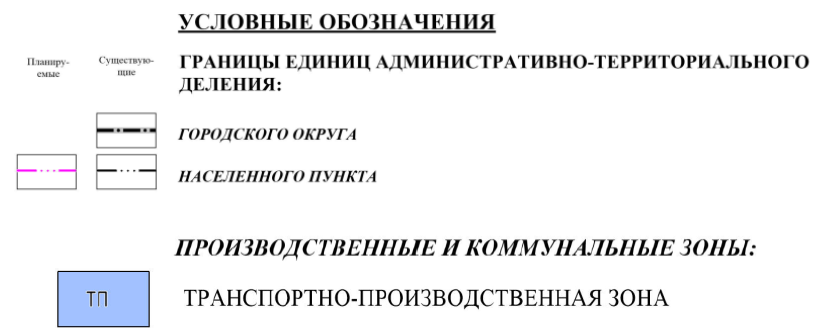 УСЛОВНЫЕ ОБОЗНАЧЕНИЯ
Планиру-
емые
Существую-
щие
ГРАНИЦЫ ЕДИНИЦ АДМИНИСТРАТИВНО-ТЕРРИТОРИАЛЬНОГО
ДЕЛЕНИЯ:
ГОРОДСКОГО ОКРУГА
НАСЕЛЕННОГО ПУНКТА
ПРОИЗВОДСТВЕННЫЕ И КОММУНАЛЬНЫЕ ЗОНЫ:
ТП
ТРАНСПОРТНО-ПРОИЗВОДСТВЕННАЯ ЗОНА